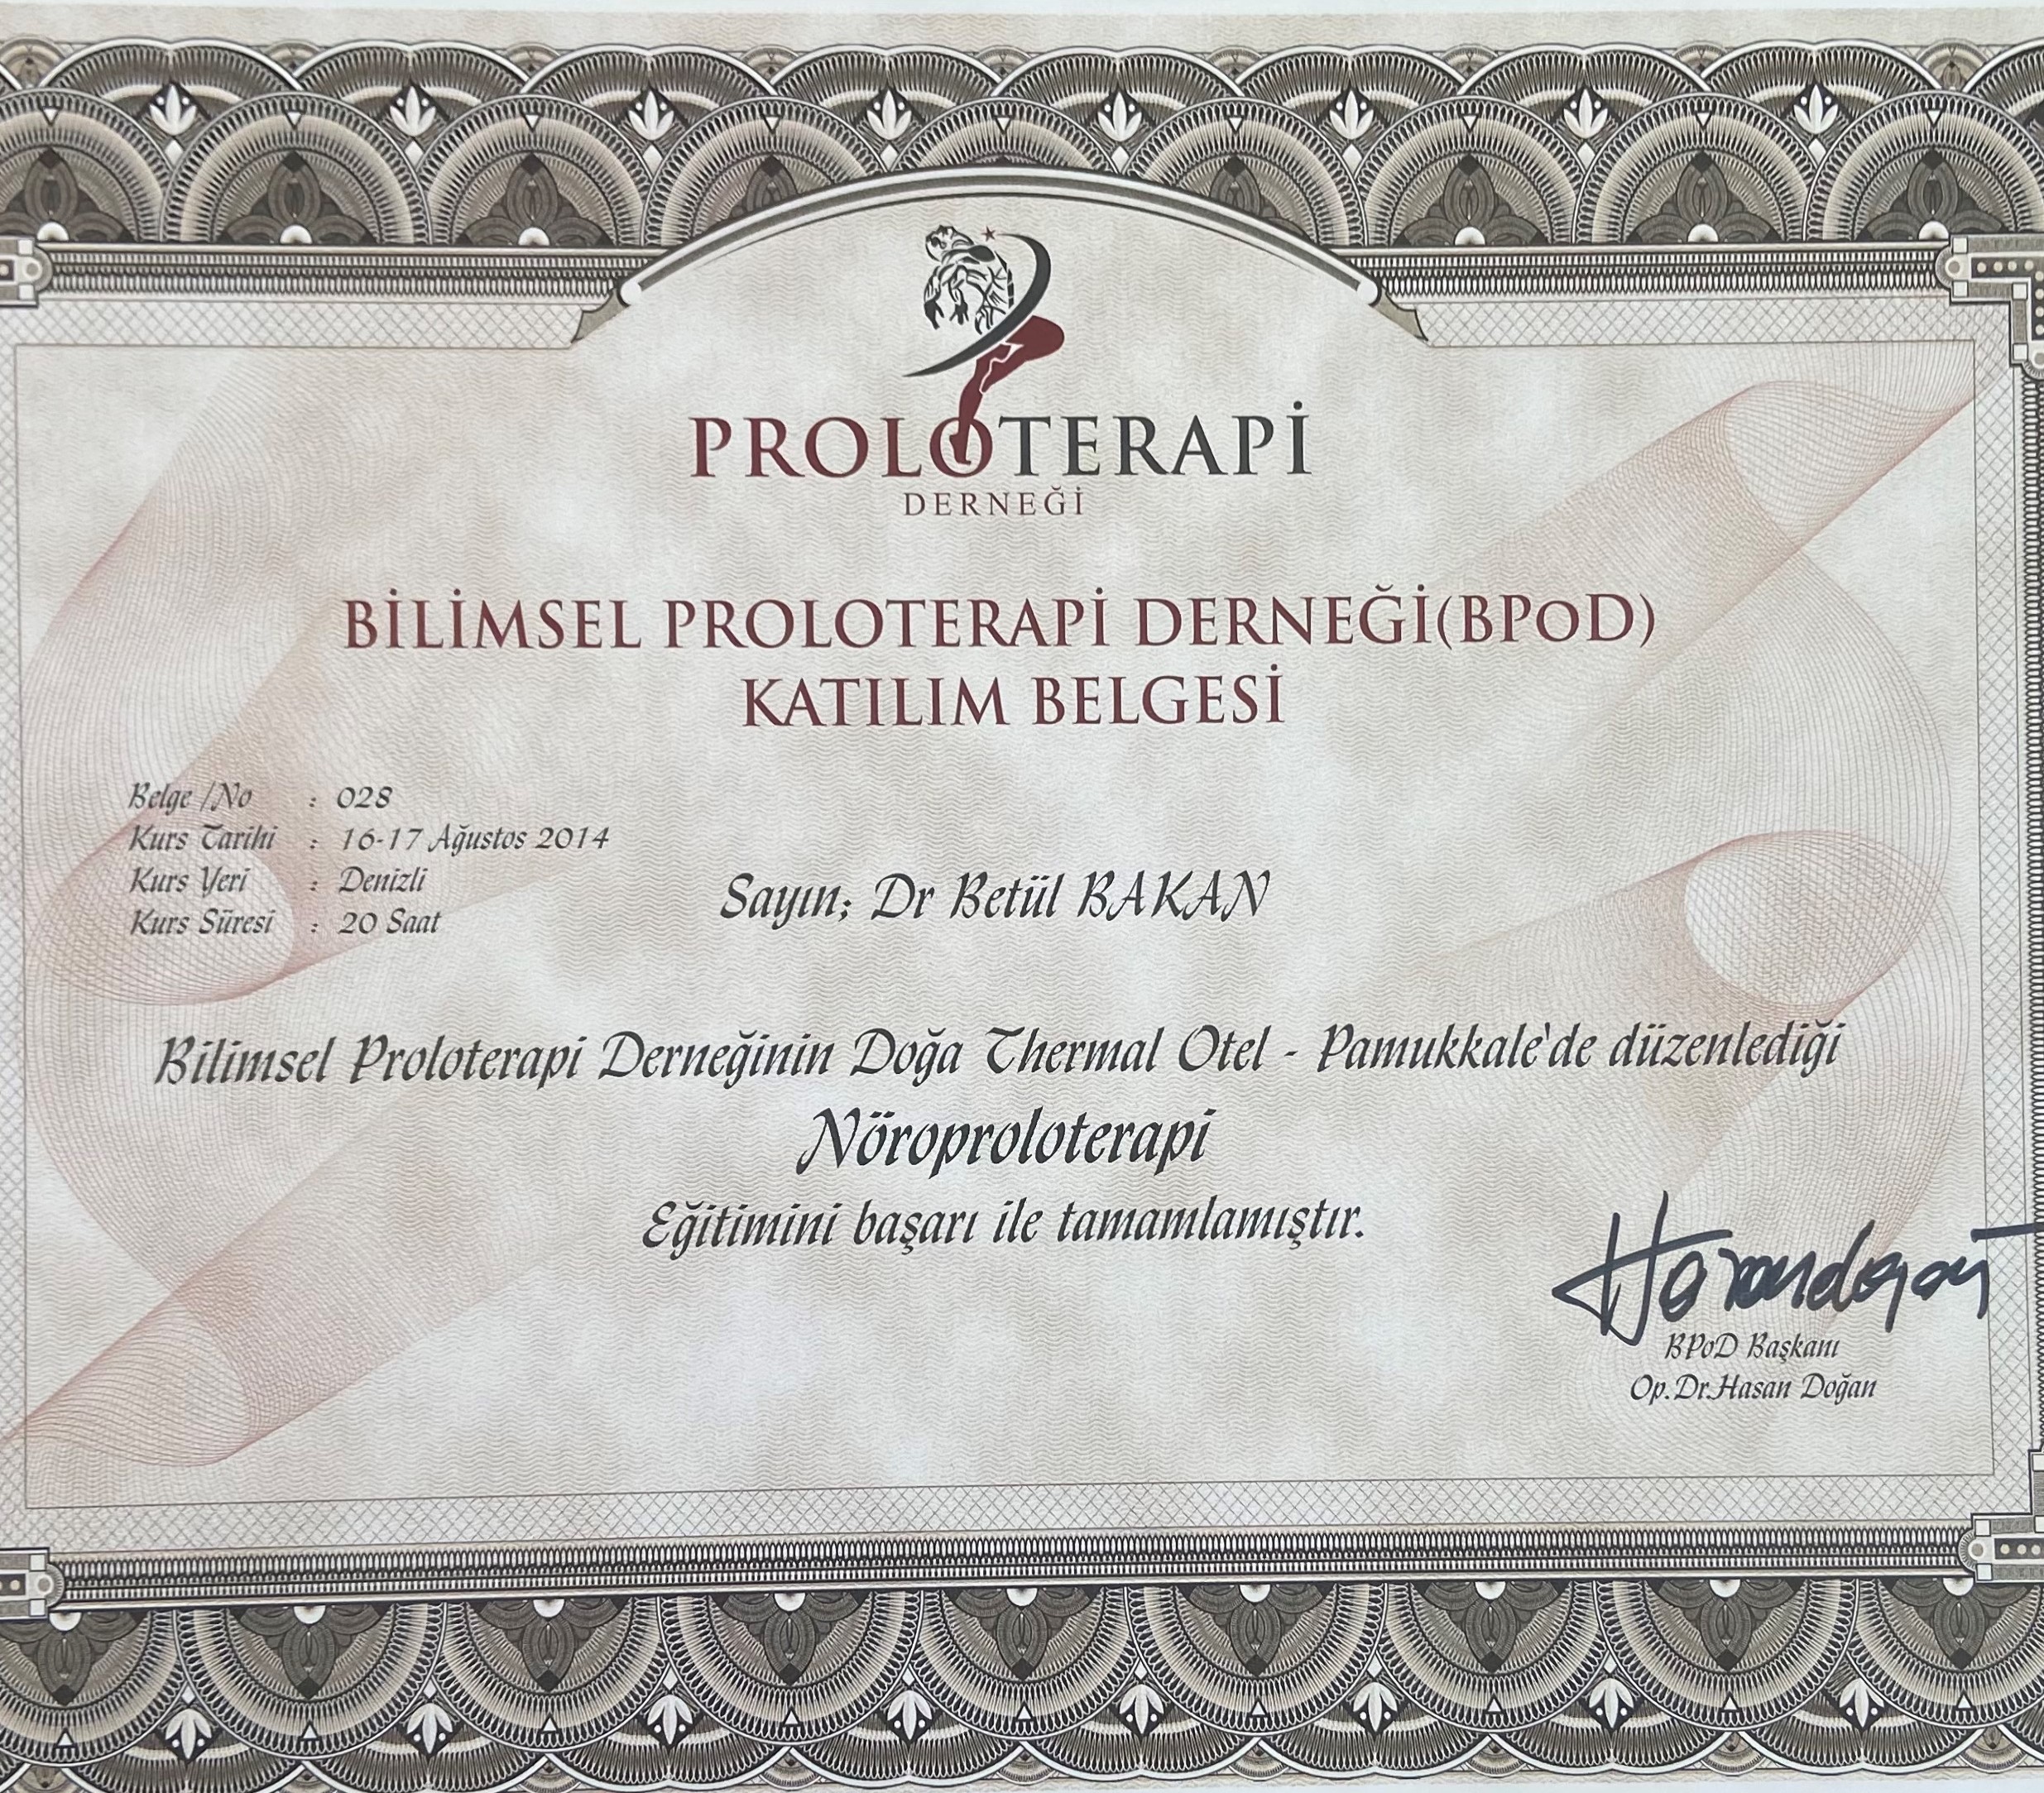 PROLOTERAPİ
DERNEĞİ
BİLİMSEL PROLOTERAPİ DERNEĞİ(BPOD)
KATILIM BELGESİ
Belge /No : 028
Kurs Tarihi : 16-17 Ağustos 2014
Kurs Yeri : Denizli
Kurs Süresi : 20 Saat
Sayın; Dr Betül BAKAN
Bilimsel Proloterapi Derneğinin Doğa Thermal Otel - Pamukkale'de düzenlediği
Nöroproloterapi
Eğitimini başarı ile tamamlamıştır.
Hasandoğan
BPoD Başkanı
Op.Dr.Hasan Doğan